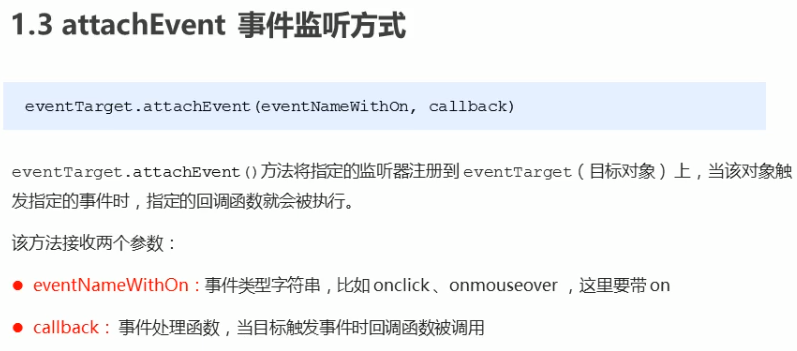 1.3 attachEvent 事件监听方式
eventTarget.attachEvent(eventNameWithOn, callback)
eventTarget.attachEvent()方法将指定的监听器注册到 eventTarget（目标对象）上，当该对象触
发指定的事件时，指定的回调函数就会被执行。
该方法接收两个参数：
● eventNameWithOn：事件类型字符串，比如 onclick 、onmouseover ，这里要带 on
● callback： 事件处理函数，当目标触发事件时回调函数被调用